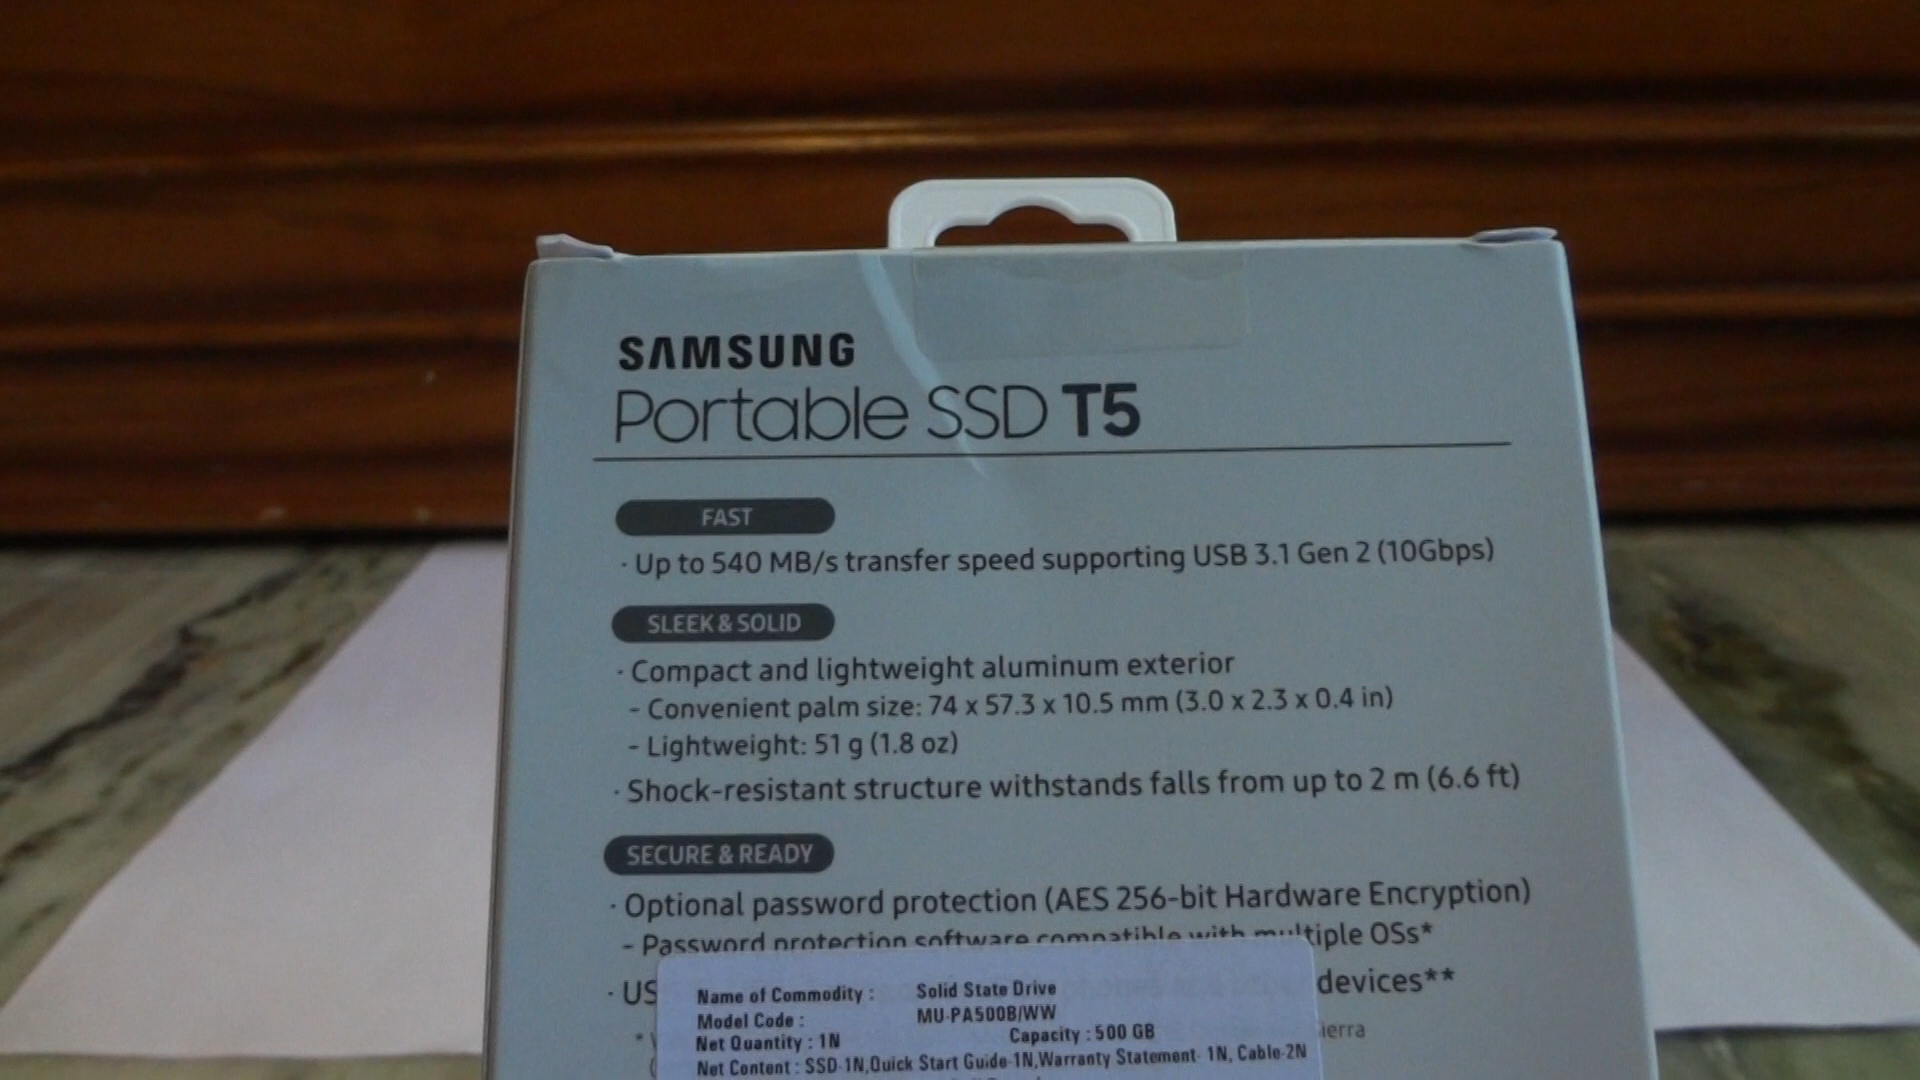 SAMSUNG
Portable SSD T5
FAST
· Up to 540 MB/s transfer speed supporting USB 3.1 Gen 2 (10Gbps)
SLEEK & SOLID
· Compact and lightweight aluminum exterior
- Convenient palm size: 74 x 57.3 x 10.5 mm (3.0 x 2.3 x 0.4 in)
- Lightweight: 51 g (1.8 oz)
· Shock-resistant structure withstands falls from up to 2 m (6.6 ft)
SECURE & READY
· Optional password protection (AES 256-bit Hardware Encryption)
- Password protection software compatible with multiple OSs*
devices**
Name of Commodity : Solid State Drive
Model Code : MU-PA500B/WW
Net Quantity : 1N Capacity : 500 GB
Net Content : SSD-1N,Quick Start Guide-1N,Warranty Statement- 1N, Cable-2N